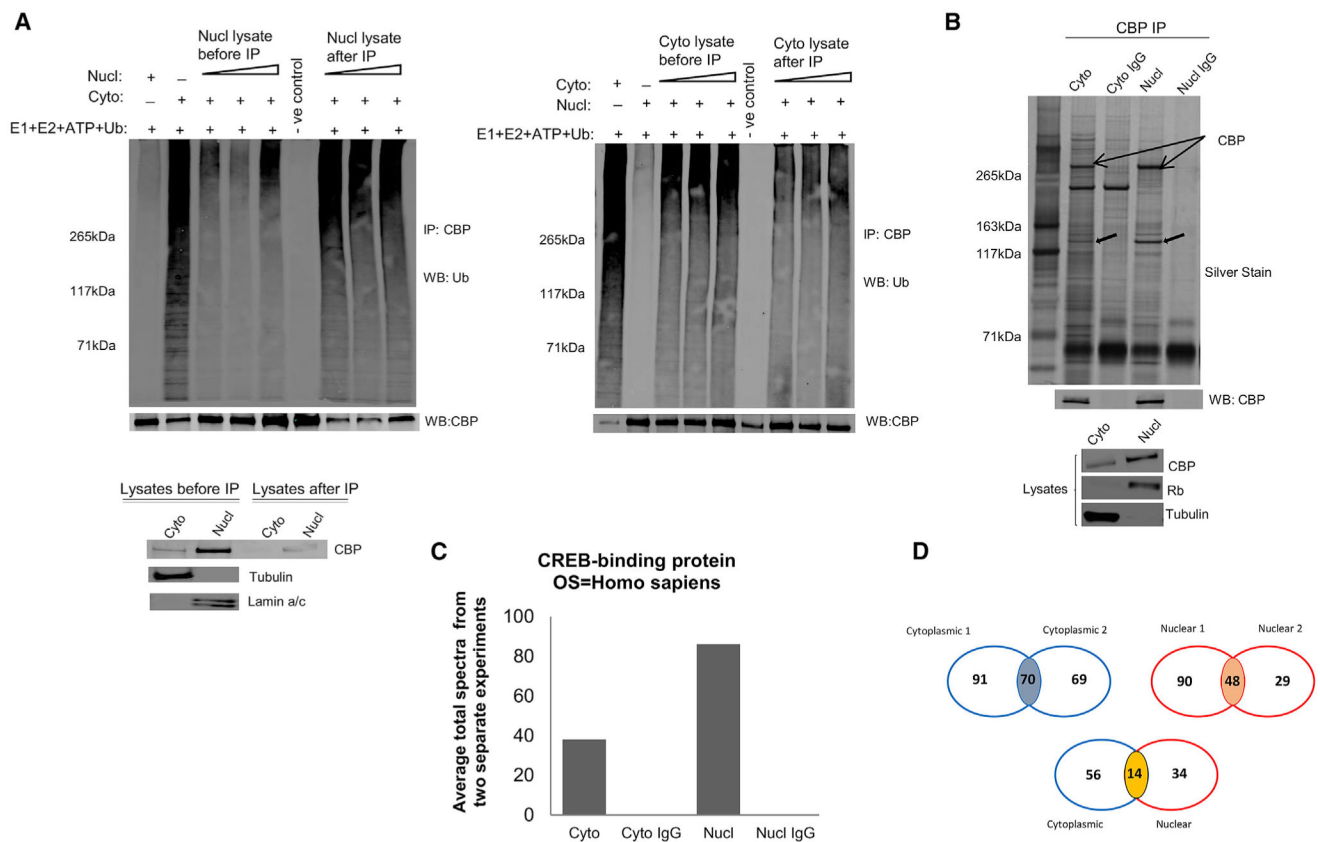 A
Nucl lysate
before IP
Nucl lysate
after IP
- ve control
Nucl: + –
Cyto: – + + + + + + +
E1+E2+ATP+Ub: + + + + + + + +
265kDa
117kDa
71kDa
IP: CBP
WB: Ub
WB:CBP
Cyto lysate
before IP
Cyto lysate
after IP
- ve control
Cyto: + –
Nucl: – + + + + + + +
E1+E2+ATP+Ub: + + + + + + + +
265kDa
117kDa
71kDa
IP: CBP
WB: Ub
WB:CBP
Lysates before IP
Lysates after IP
Cyto Nucl Cyto Nucl
CBP
Tubulin
Lamin a/c
B
CBP IP
Cyto Cyto IgG Nucl Nucl IgG
CBP
265kDa
163kDa
117kDa
71kDa
Silver Stain
WB: CBP
Cyto Nucl
Lysates
CBP
Rb
Tubulin
C
CREB-binding protein
OS=Homo sapiens
Average total spectra from
two separate experiments
100
80
60
40
20
0
Cyto Cyto IgG Nucl Nucl IgG
D
Cytoplasmic 1 Cytoplasmic 2
91 70 69
Nuclear 1 Nuclear 2
90 48 29
56 14 34
Cytoplasmic Nuclear